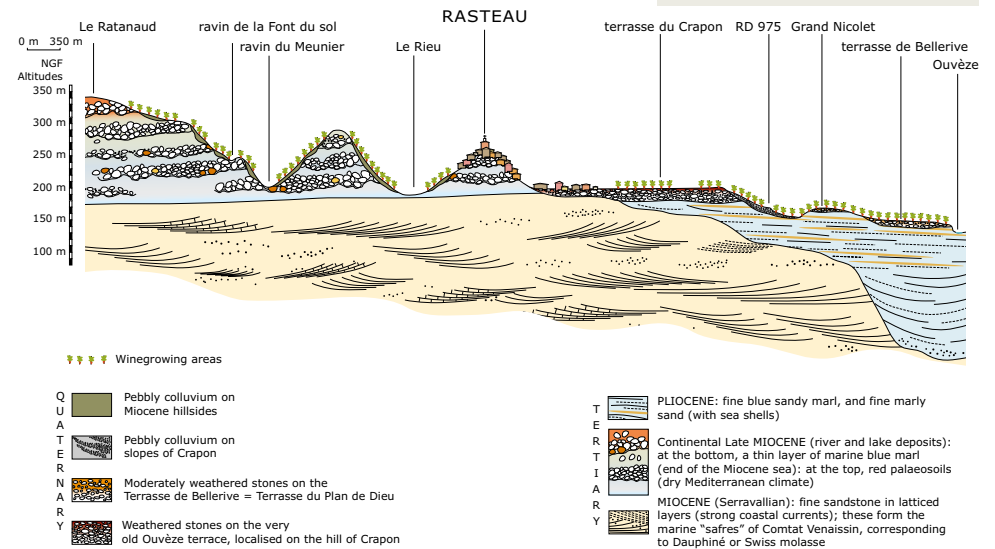 RASTEAU
Le Ratanaud
ravin de la Font du sol
terrasse du Crapon
RD 975
Grand Nicolet
ravin du Meunier
Le Rieu
terrasse de Bellerive
Ouvèze
0 m 350 m
NGF
Altitudes
350 m
300 m
250 m
200 m
150 m
100 m
Winegrowing areas
QUATERNARY
Pebbly colluvium on
Miocene hillsides
Pebbly colluvium on
slopes of Crapon
Moderately weathered stones on the
Terrasse de Bellerive = Terrasse du Plan de Dieu
Weathered stones on the very
old Ouvèze terrace, localised on the hill of Crapon
TERTIARY
PLIOCENE: fine blue sandy marl, and fine marly
sand (with sea shells)
Continental Late MIOCENE (river and lake deposits):
at the bottom, a thin layer of marine blue marl
(end of the Miocene sea): at the top, red palaeosoils
(dry Mediterranean climate)
MIOCENE (Serravallian): fine sandstone in latticed
layers (strong coastal currents); these form the
marine “safres” of Comtat Venaissin, corresponding
to Dauphiné or Swiss molasse